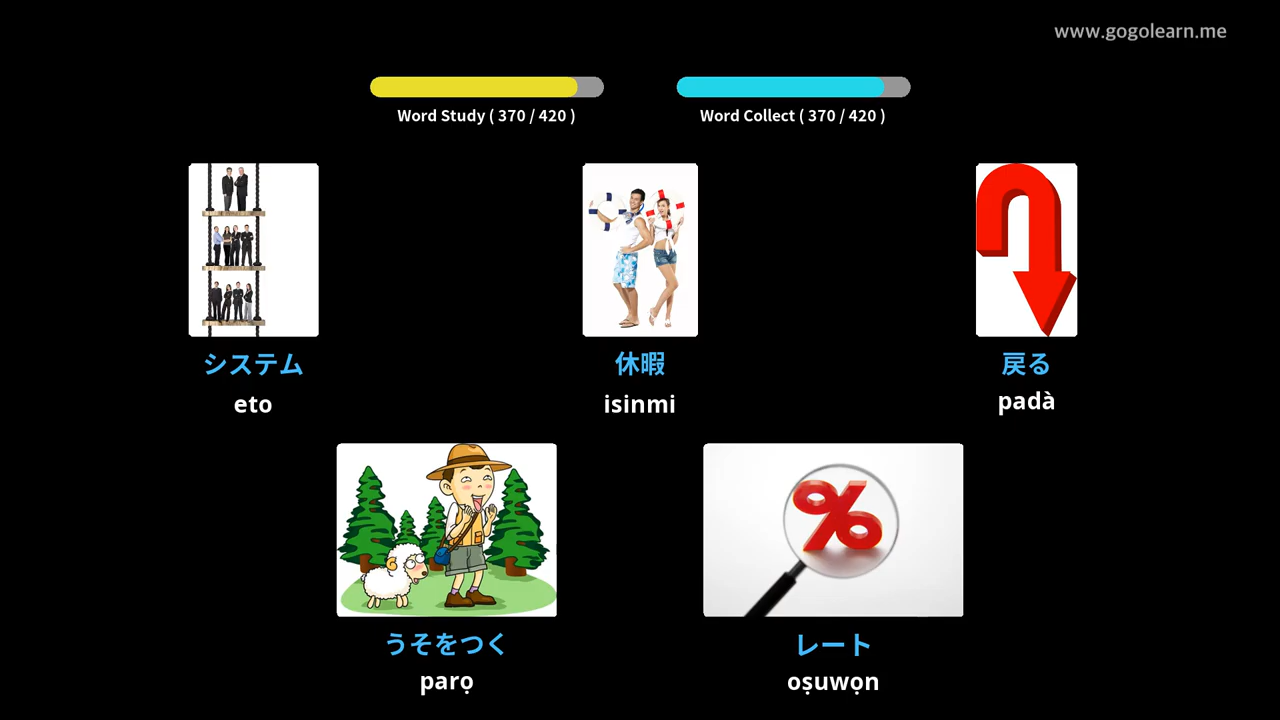 www.gogolearn.me
Word Study ( 370 / 420 )
Word Collect ( 370 / 420 )
システム
eto
休暇
isinmi
戻る
padà
うそをつく
parọ
レート
oṣuwọn